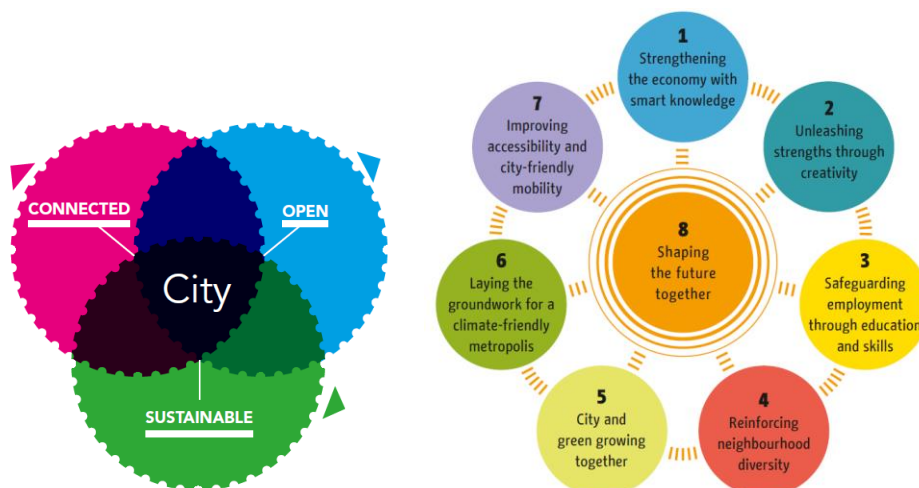 CONNECTED
OPEN
City
SUSTAINABLE
1
Strengthening
the economy with
smart knowledge
2
Unleashing
strengths through
creativity
3
Safeguarding
employment
through education
and skills
4
Reinforcing
neighbourhood
diversity
5
City and
green growing
together
6
Laying the
groundwork for a
climate-friendly
metropolis
7
Improving
accessibility and
city-friendly
mobility
8
Shaping
the future
together